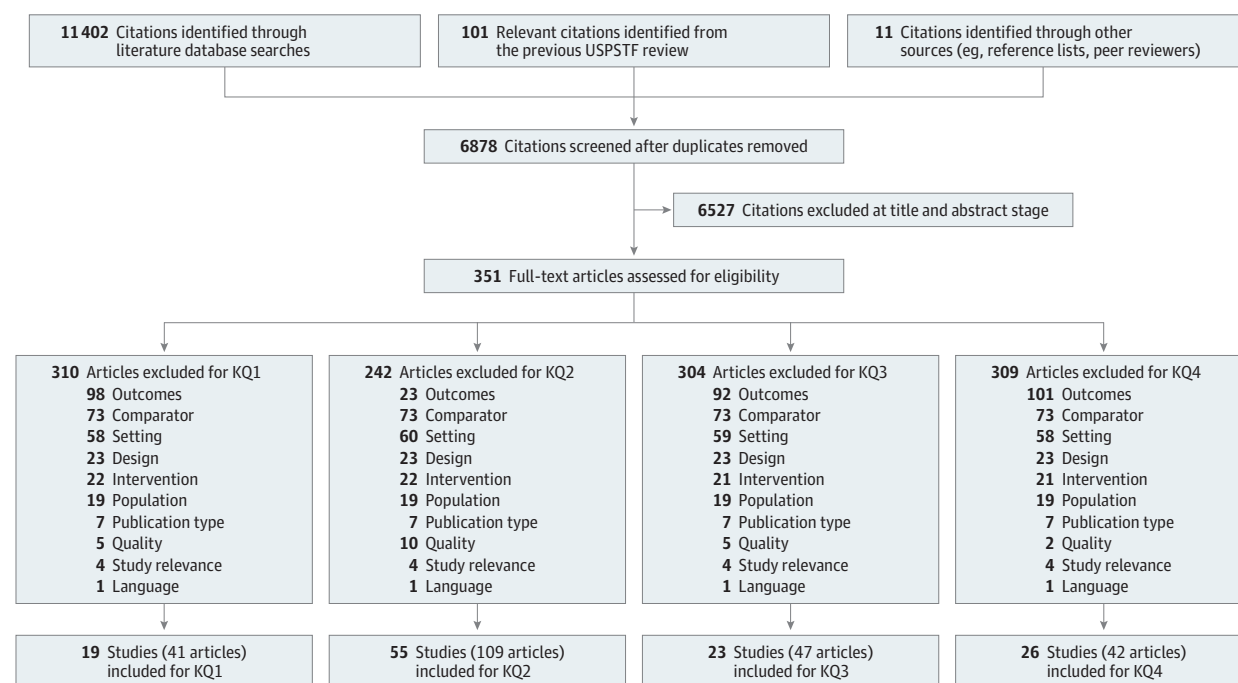 11 402 Citations identified through
literature database searches
101 Relevant citations identified from
the previous USPSTF review
11 Citations identified through other
sources (eg, reference lists, peer reviewers)
6878 Citations screened after duplicates removed
6527 Citations excluded at title and abstract stage
351 Full-text articles assessed for eligibility
310 Articles excluded for KQ1
98 Outcomes
73 Comparator
58 Setting
23 Design
22 Intervention
19 Population
7 Publication type
5 Quality
4 Study relevance
1 Language
242 Articles excluded for KQ2
23 Outcomes
73 Comparator
60 Setting
23 Design
22 Intervention
19 Population
7 Publication type
10 Quality
4 Study relevance
1 Language
304 Articles excluded for KQ3
92 Outcomes
73 Comparator
59 Setting
23 Design
21 Intervention
19 Population
7 Publication type
5 Quality
4 Study relevance
1 Language
309 Articles excluded for KQ4
101 Outcomes
73 Comparator
58 Setting
23 Design
21 Intervention
19 Population
7 Publication type
2 Quality
4 Study relevance
1 Language
19 Studies (41 articles)
included for KQ1
55 Studies (109 articles)
included for KQ2
23 Studies (47 articles)
included for KQ3
26 Studies (42 articles)
included for KQ4